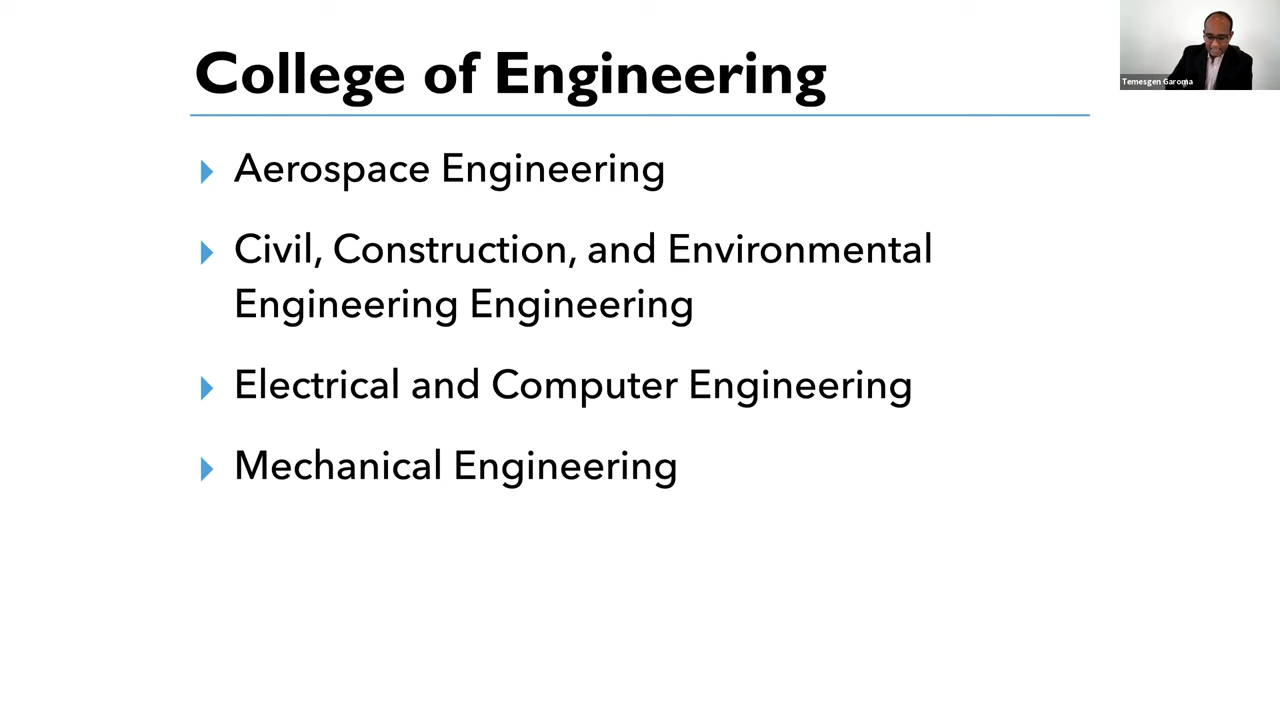 College of Engineering
Temesgen Garoma
Aerospace Engineering
Civil, Construction, and Environmental
Engineering Engineering
Electrical and Computer Engineering
Mechanical Engineering